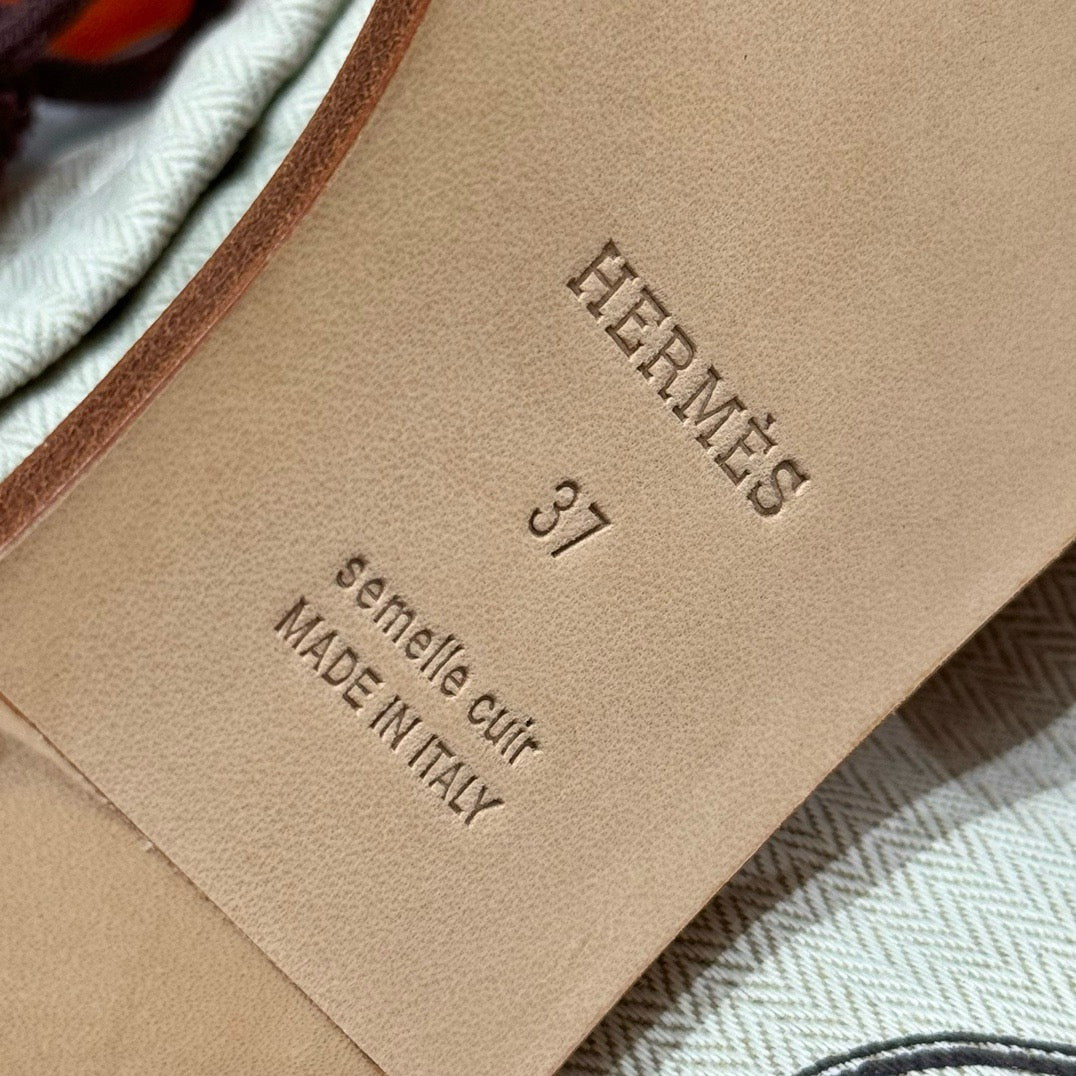 HERMÈS
37
semelle cuir
MADE IN ITALY